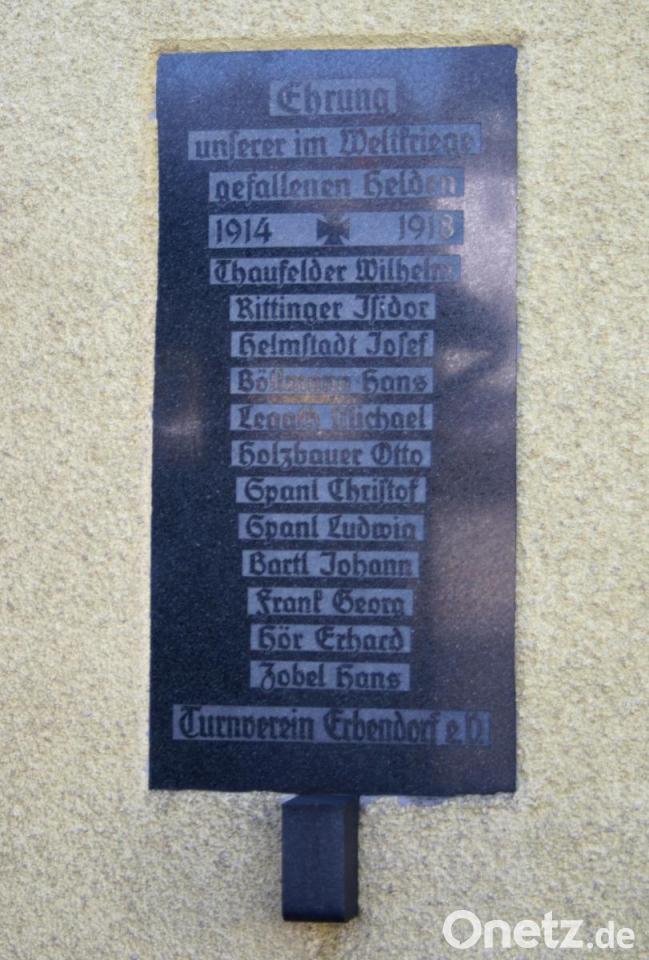 Ehrung
unserer im Weltkriege
gefallenen Helden
1914 1918
Thaufelder Wilhelm
Rittinger Isidor
Helmstadt Josef
Hans
Michael
Holzbauer Otto
Spanl Christof
Spanl Ludwig
Bartl Johann
Frank Georg
Hör Erhard
Zobel Hans
Turnverein Erbendorf e.V.
Onetz.de